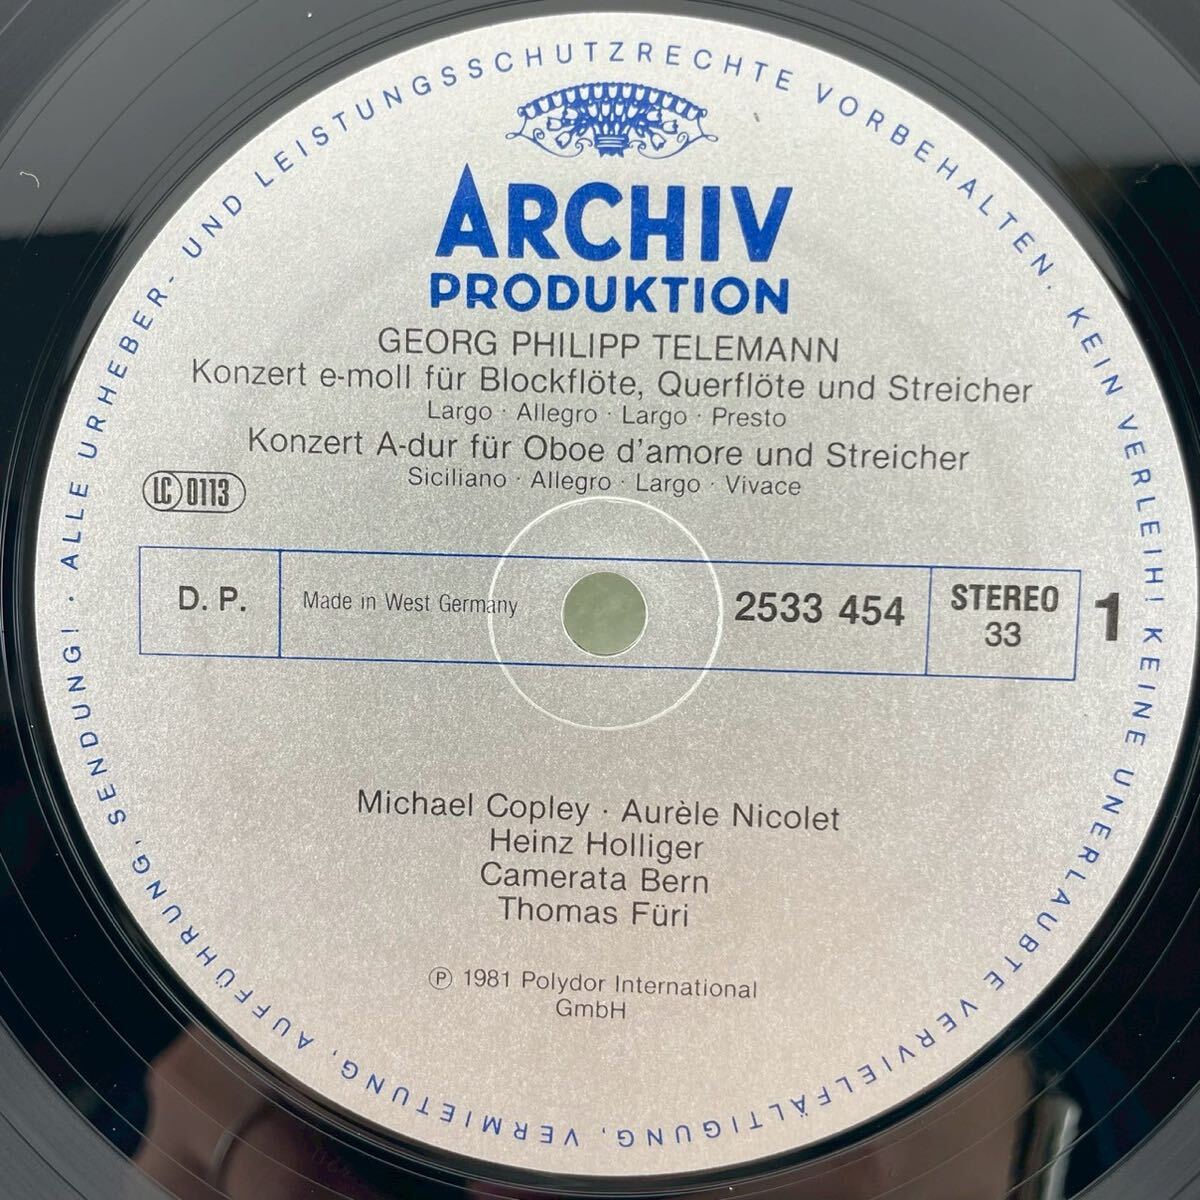 ALLE URHEBER- UND LEISTUNGSSCHUTZRECHTE VORBEHALTEN. KEIN VERLEIH! KEINE UNERLAUBTE VERVIELFÄLTIGUNG, VERMIETUNG, AUFFÜHRUNG, SENDUNG! ·
ARCHIV
PRODUKTION
GEORG PHILIPP TELEMANN
Konzert e-moll für Blockflöte, Querflöte und Streicher
Largo · Allegro · Largo · Presto
Konzert A-dur für Oboe d'amore und Streicher
Siciliano · Allegro · Largo · Vivace
LC 0113
D. P.
Made in West Germany
2533 454
STEREO
33
1
Michael Copley · Aurèle Nicolet
Heinz Holliger
Camerata Bern
Thomas Füri
℗ 1981 Polydor International
GmbH